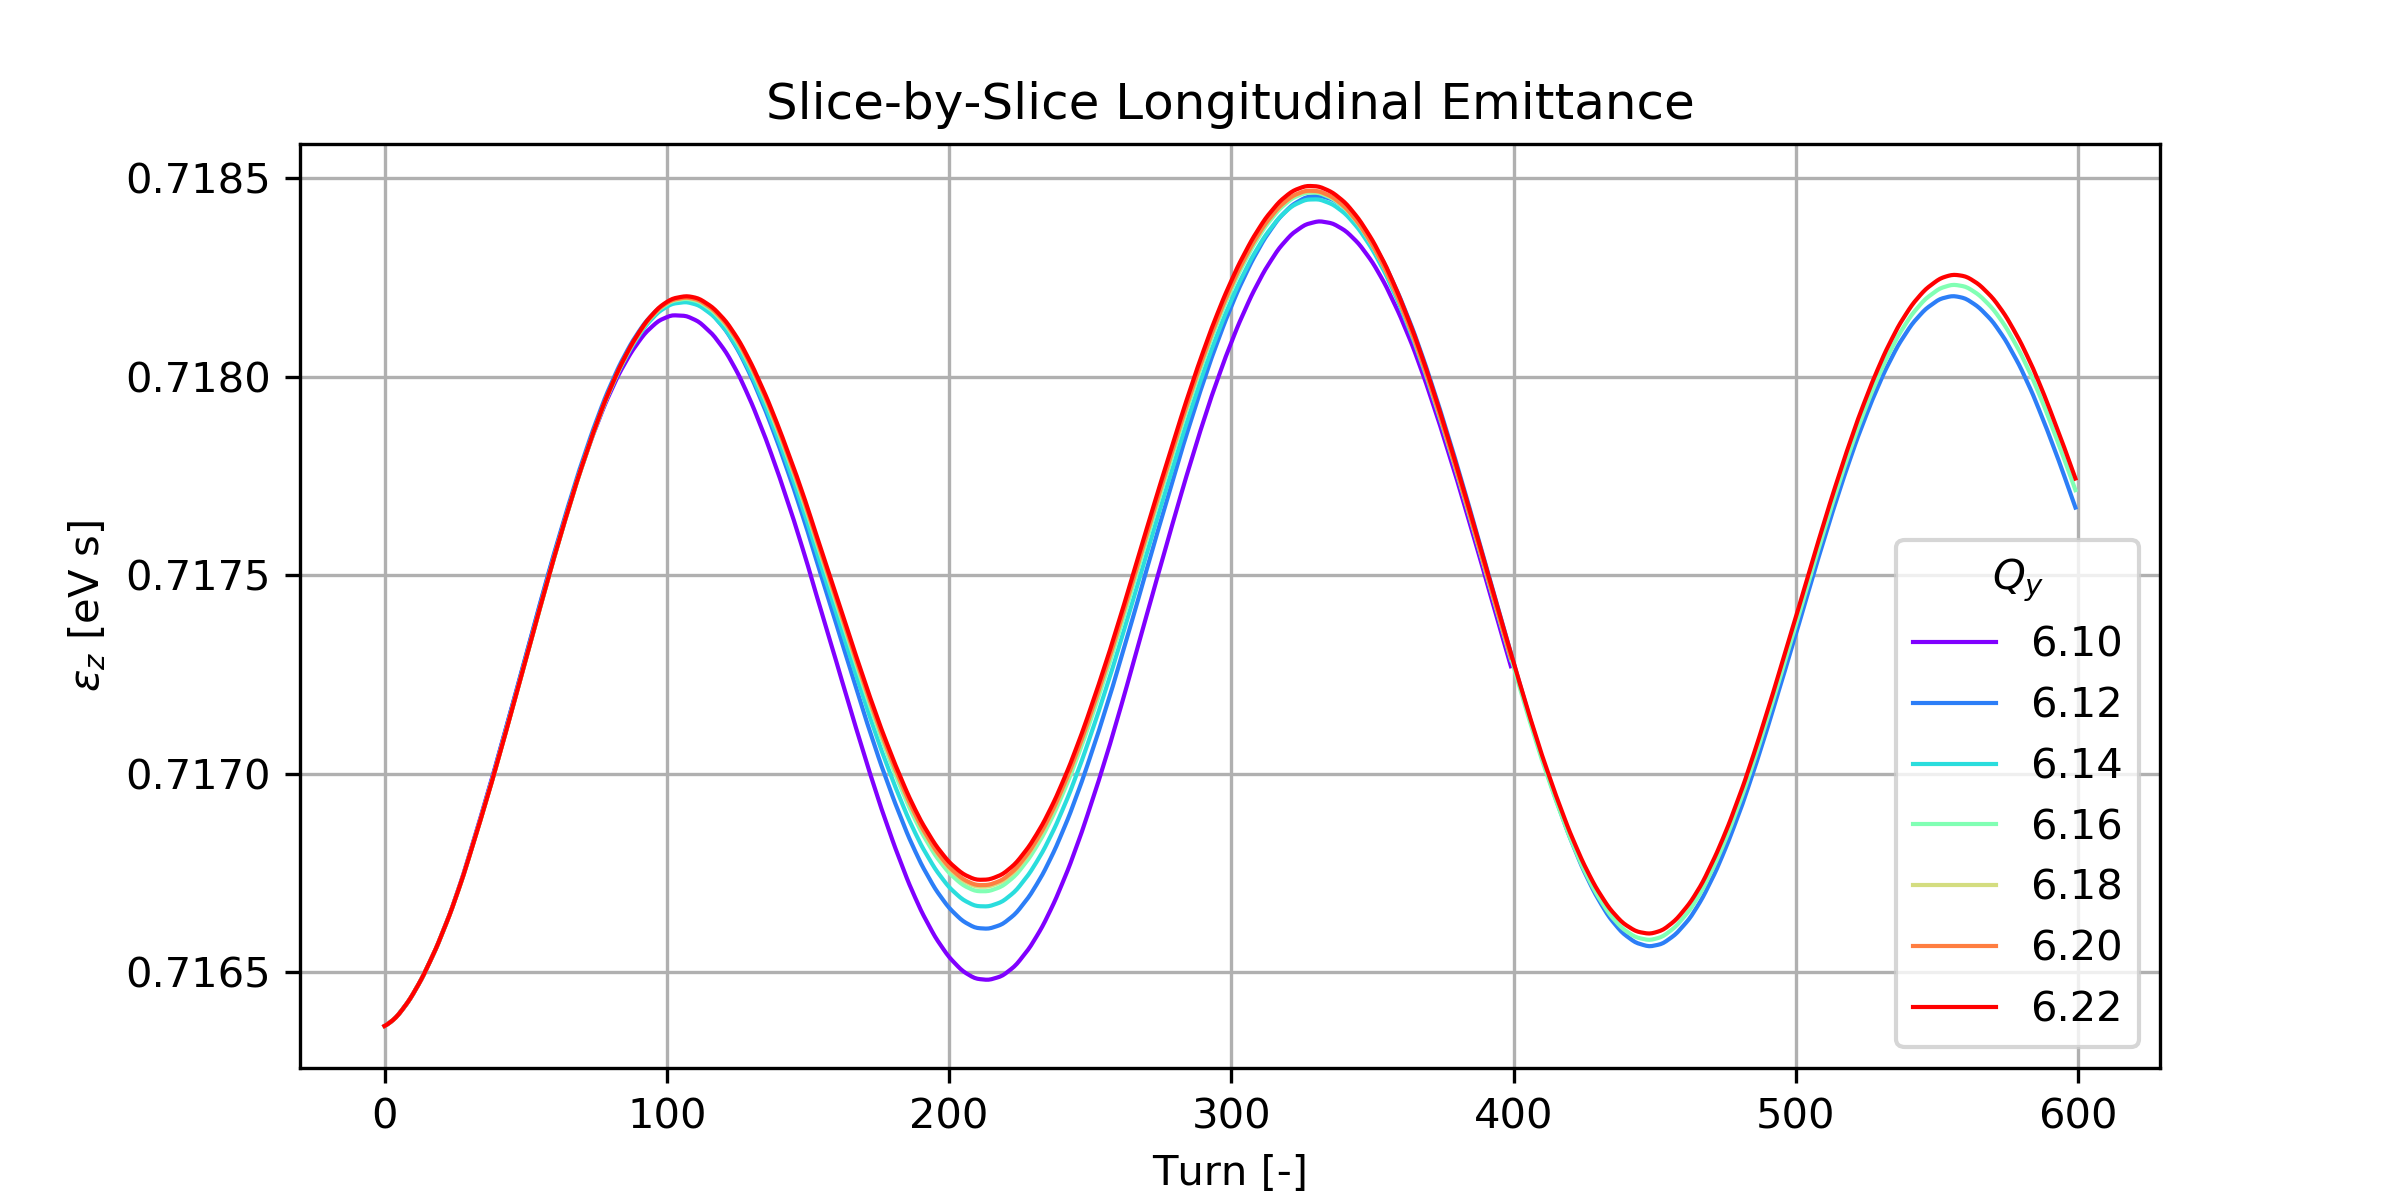 Slice-by-Slice Longitudinal Emittance
0.7185
0.7180
0.7175
0.7170
0.7165
ε_z [eV s]
0 100 200 300 400 500 600
Turn [-]
Q_y
6.10
6.12
6.14
6.16
6.18
6.20
6.22